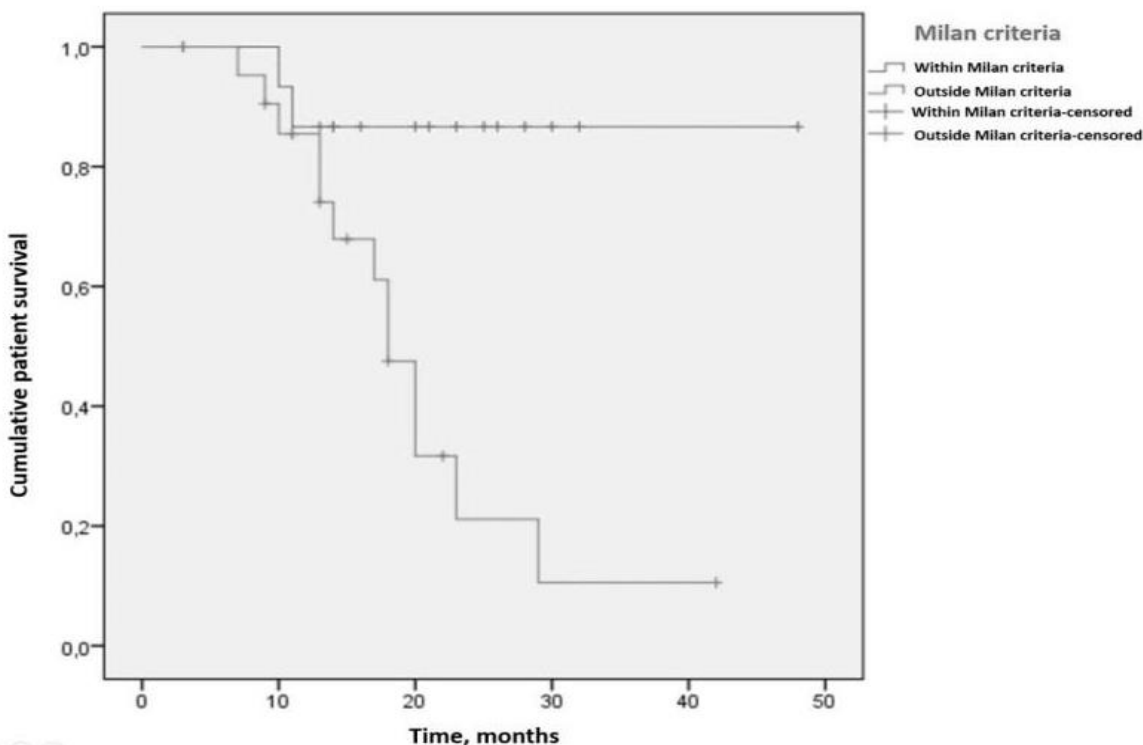 Milan criteria
Within Milan criteria
Outside Milan criteria
Within Milan criteria-censored
Outside Milan criteria-censored
1,0
0,8
0,6
0,4
0,2
0,0
Cumulative patient survival
0 10 20 30 40 50
Time, months